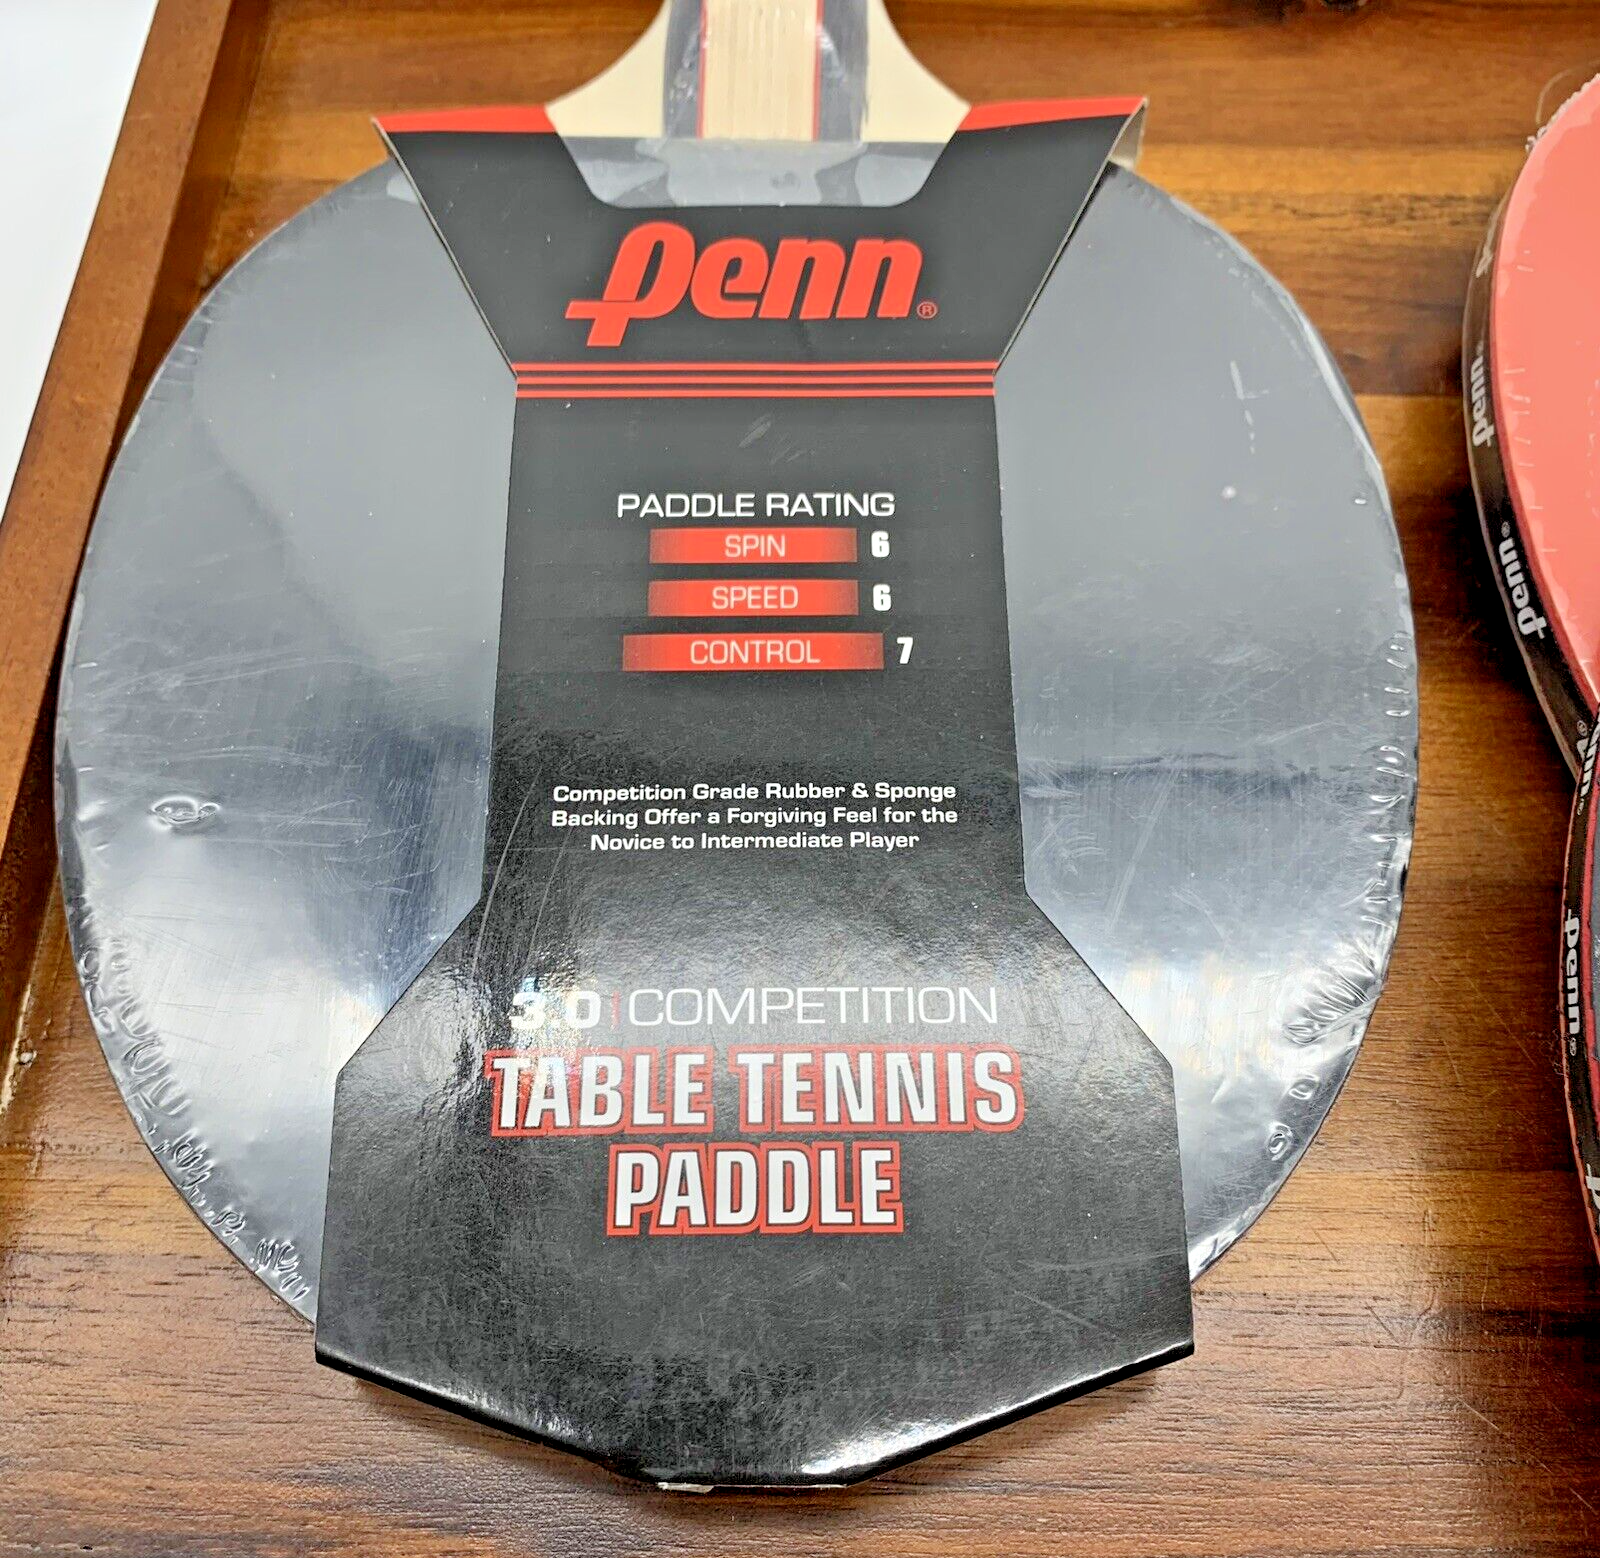 Penn®
PADDLE RATING
SPIN 6
SPEED 6
CONTROL 7
Competition Grade Rubber & Sponge
Backing Offer a Forgiving Feel for the
Novice to Intermediate Player
3.0 | COMPETITION
TABLE TENNIS
PADDLE
Penn®
Penn®
Penn®